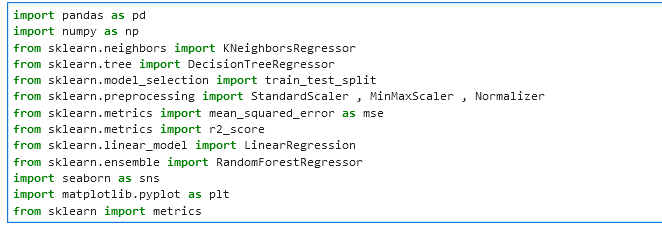 import pandas as pd
import numpy as np
from sklearn.neighbors import KNeighborsRegressor
from sklearn.tree import DecisionTreeRegressor
from sklearn.model_selection import train_test_split
from sklearn.preprocessing import StandardScaler , MinMaxScaler , Normalizer
from sklearn.metrics import mean_squared_error as mse
from sklearn.metrics import r2_score
from sklearn.linear_model import LinearRegression
from sklearn.ensemble import RandomForestRegressor
import seaborn as sns
import matplotlib.pyplot as plt
from sklearn import metrics